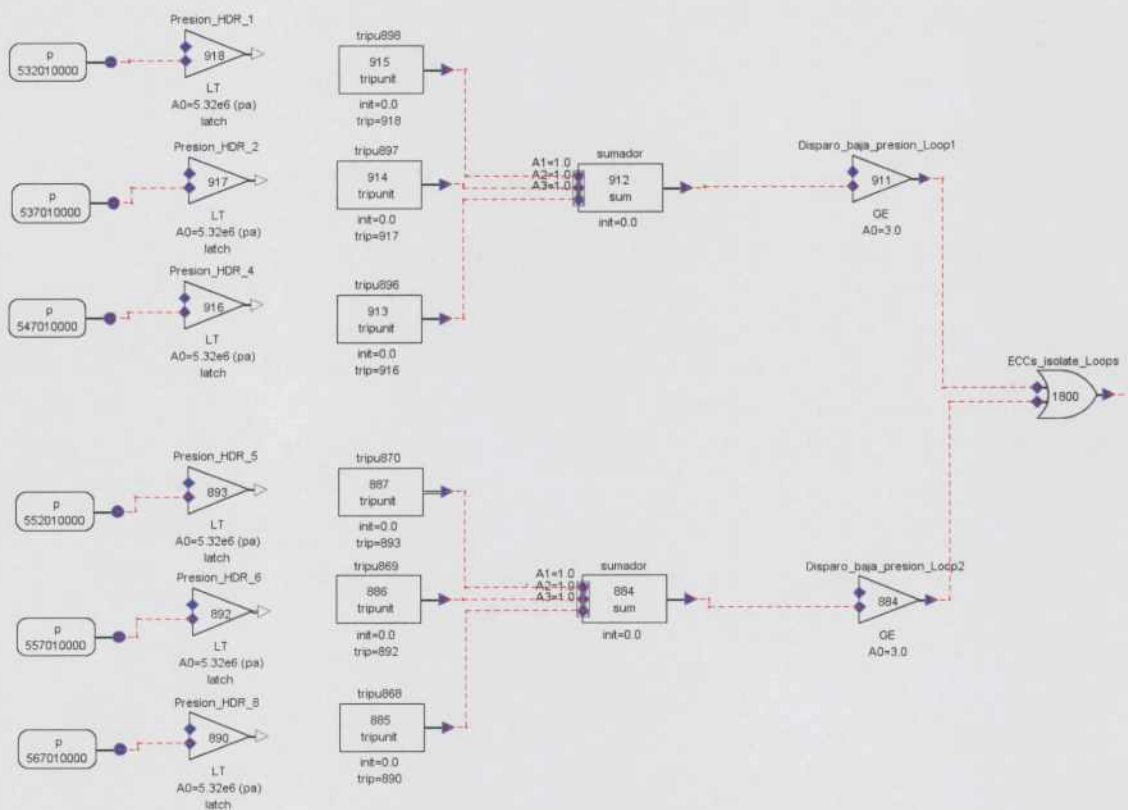 Presion_HDR_1
p
532010000
918
LT
A0=5.32e6 (pa)
latch
tripu898
915
tripunit
init=0.0
trip=918
Presion_HDR_2
p
537010000
917
LT
A0=5.32e6 (pa)
latch
tripu897
914
tripunit
init=0.0
trip=917
Presion_HDR_4
p
547010000
916
LT
A0=5.32e6 (pa)
latch
tripu896
913
tripunit
init=0.0
trip=916
sumador
A1=1.0
A2=1.0
A3=1.0
912
sum
init=0.0
Disparo_baja_presion_Loop1
911
GE
A0=3.0
ECCs_isolate_Loops
1800
Presion_HDR_5
p
552010000
893
LT
A0=5.32e6 (pa)
latch
tripu870
887
tripunit
init=0.0
trip=893
Presion_HDR_6
p
557010000
892
LT
A0=5.32e6 (pa)
latch
tripu869
886
tripunit
init=0.0
trip=892
Presion_HDR_8
p
567010000
890
LT
A0=5.32e6 (pa)
latch
tripu868
885
tripunit
init=0.0
trip=890
sumador
A1=1.0
A2=1.0
A3=1.0
884
sum
init=0.0
Disparo_baja_presion_Loop2
884
GE
A0=3.0